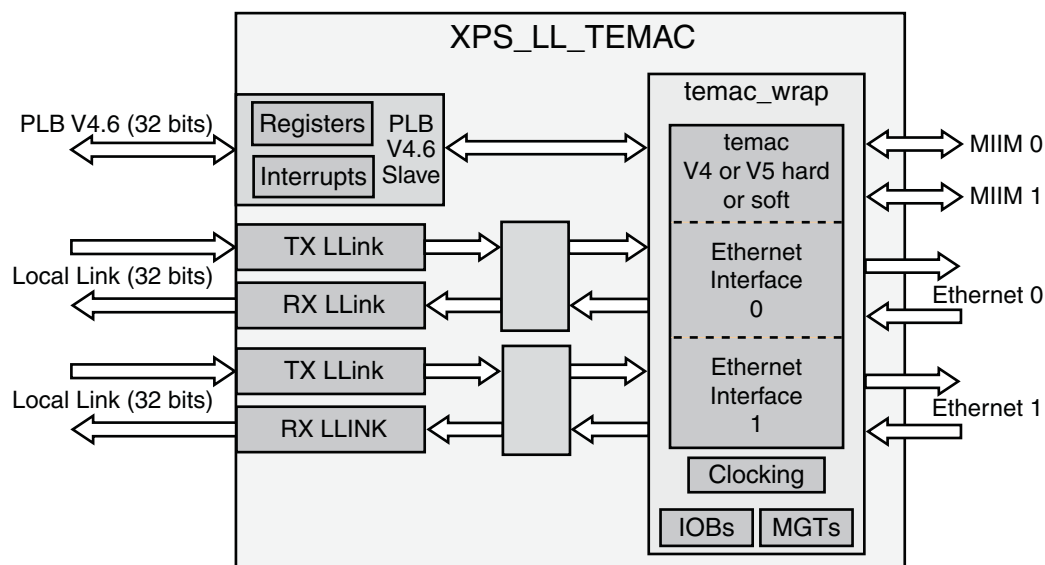 XPS_LL_TEMAC
temac_wrap
PLB V4.6 (32 bits)
Registers
Interrupts
PLB
V4.6
Slave
temac
V4 or V5 hard
or soft
MIIM 0
MIIM 1
TX LLink
Local Link (32 bits)
RX LLink
Ethernet
Interface
0
Ethernet 0
TX LLink
Local Link (32 bits)
RX LLINK
Ethernet
Interface
1
Ethernet 1
Clocking
IOBs
MGTs